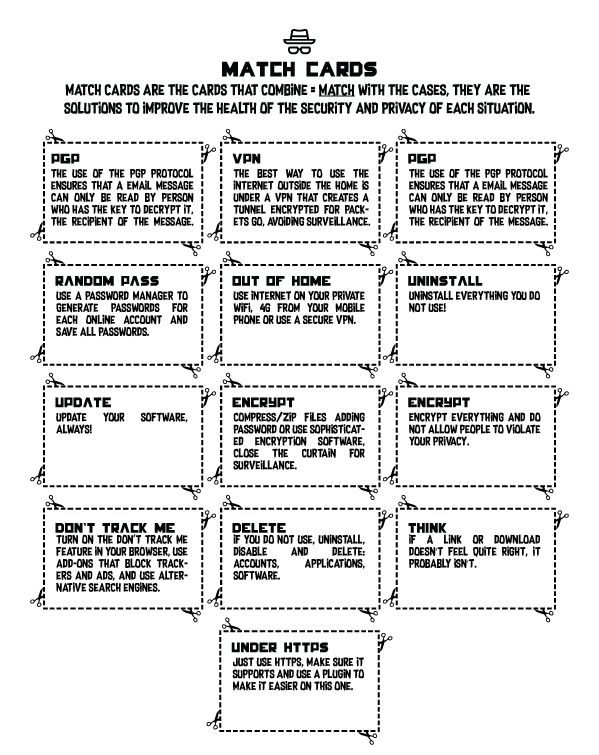 MATCH CARDS
MATCH CARDS ARE THE CARDS THAT COMBINE = MATCH WITH THE CASES, THEY ARE THE
SOLUTIONS TO IMPROVE THE HEALTH OF THE SECURITY AND PRIVACY OF EACH SITUATION.
PGP
THE USE OF THE PGP PROTOCOL
ENSURES THAT A EMAIL MESSAGE
CAN ONLY BE READ BY PERSON
WHO HAS THE KEY TO DECRYPT IT,
THE RECIPIENT OF THE MESSAGE.
VPN
THE BEST WAY TO USE THE
INTERNET OUTSIDE THE HOME IS
UNDER A VPN THAT CREATES A
TUNNEL ENCRYPTED FOR PACK-
ETS GO, AVOIDING SURVEILLANCE.
PGP
THE USE OF THE PGP PROTOCOL
ENSURES THAT A EMAIL MESSAGE
CAN ONLY BE READ BY PERSON
WHO HAS THE KEY TO DECRYPT IT,
THE RECIPIENT OF THE MESSAGE.
RANDOM PASS
USE A PASSWORD MANAGER TO
GENERATE PASSWORDS FOR
EACH ONLINE ACCOUNT AND
SAVE ALL PASSWORDS.
OUT OF HOME
USE INTERNET ON YOUR PRIVATE
WIFI, 4G FROM YOUR MOBILE
PHONE OR USE A SECURE VPN.
UNINSTALL
UNINSTALL EVERYTHING YOU DO
NOT USE!
UPDATE
UPDATE YOUR SOFTWARE,
ALWAYS!
ENCRYPT
COMPRESS/ZIP FILES ADDING
PASSWORD OR USE SOPHISTICAT-
ED ENCRYPTION SOFTWARE,
CLOSE THE CURTAIN FOR
SURVEILLANCE.
ENCRYPT
ENCRYPT EVERYTHING AND DO
NOT ALLOW PEOPLE TO VIOLATE
YOUR PRIVACY.
DON'T TRACK ME
TURN ON THE DON'T TRACK ME
FEATURE IN YOUR BROWSER, USE
ADD-ONS THAT BLOCK TRACK-
ERS AND ADS, AND USE ALTER-
NATIVE SEARCH ENGINES.
DELETE
IF YOU DO NOT USE, UNINSTALL,
DISABLE AND DELETE:
ACCOUNTS, APPLICATIONS,
SOFTWARE.
THINK
IF A LINK OR DOWNLOAD
DOESN'T FEEL QUITE RIGHT, IT
PROBABLY ISN'T.
UNDER HTTPS
JUST USE HTTPS, MAKE SURE IT
SUPPORTS AND USE A PLUGIN TO
MAKE IT EASIER ON THIS ONE.